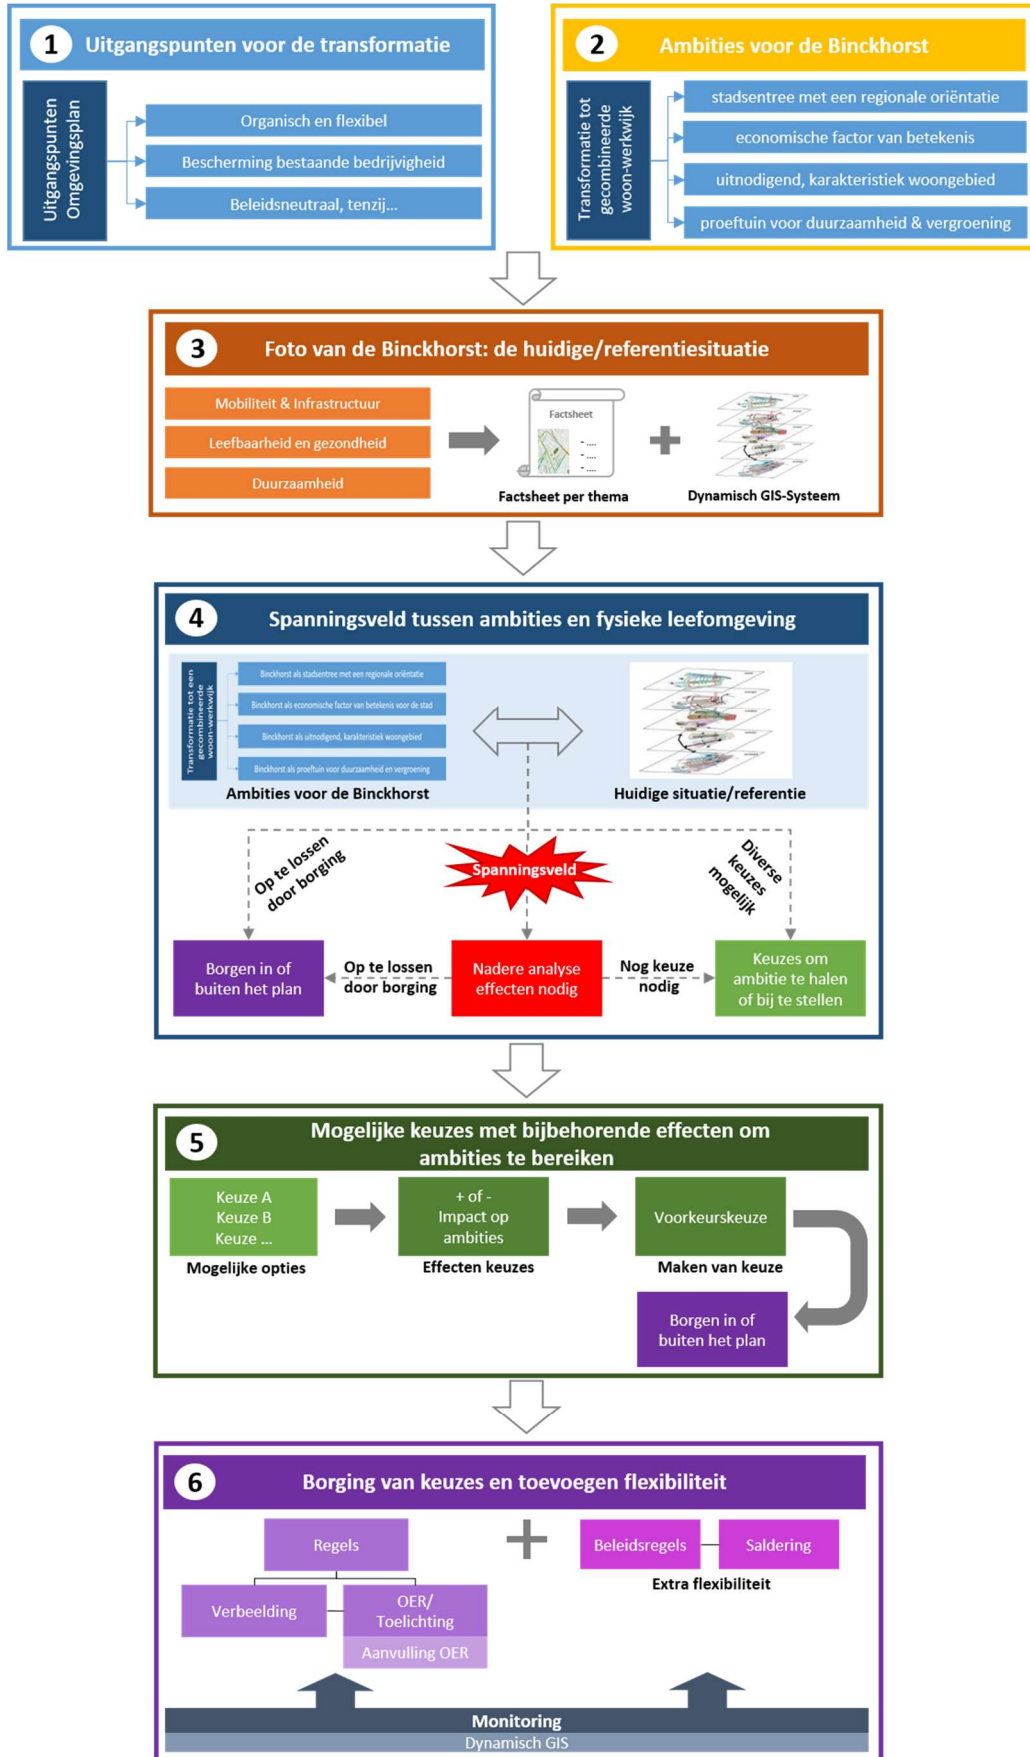 1 Uitgangspunten voor de transformatie
Uitgangspunten
Omgevingsplan
Organisch en flexibel
Bescherming bestaande bedrijvigheid
Beleidsneutraal, tenzij...
2 Ambities voor de Binckhorst
Transformatie tot
gecombineerde
woon-werkwijk
stadsentree met een regionale oriëntatie
economische factor van betekenis
uitnodigend, karakteristiek woongebied
proeftuin voor duurzaamheid & vergroening
3 Foto van de Binckhorst: de huidige/referentiesituatie
Mobiliteit & Infrastructuur
Leefbaarheid en gezondheid
Duurzaamheid
Factsheet
- ....
- ...
- ...
Factsheet per thema
Dynamisch GIS-Systeem
4 Spanningsveld tussen ambities en fysieke leefomgeving
Transformatie tot een
gecombineerde
woon-werkwijk
Binckhorst als stadsentree met een regionale oriëntatie
Binckhorst als economische factor van betekenis voor de stad
Binckhorst als uitnodigend, karakteristiek woongebied
Binckhorst als proeftuin voor duurzaamheid en vergroening
Ambities voor de Binckhorst
Huidige situatie/referentie
Op te lossen
door borging
Spanningsveld
Diverse
keuzes
mogelijk
Borgen in of
buiten het plan
Op te lossen
door borging
Nadere analyse
effecten nodig
Nog keuze
nodig
Keuzes om
ambitie te halen
of bij te stellen
5 Mogelijke keuzes met bijbehorende effecten om
ambities te bereiken
Keuze A
Keuze B
Keuze ...
Mogelijke opties
+ of -
Impact op
ambities
Effecten keuzes
Voorkeurskeuze
Maken van keuze
Borgen in of
buiten het plan
6 Borging van keuzes en toevoegen flexibiliteit
Regels
Verbeelding
OER/
Toelichting
Aanvulling OER
Beleidsregels
Saldering
Extra flexibiliteit
Monitoring
Dynamisch GIS